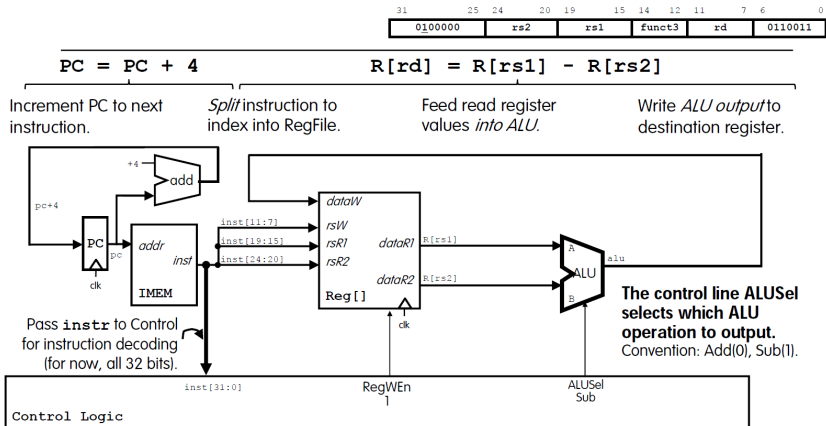 31 25 24 20 19 15 14 12 11 7 6 0
0100000 rs2 rs1 funct3 rd 0110011
PC = PC + 4
R[rd] = R[rs1] - R[rs2]
Increment PC to next
instruction.
Split instruction to
index into RegFile.
Feed read register
values into ALU.
Write ALU output to
destination register.
+4
add
pc+4
PC
pc
clk
addr
inst
IMEM
inst[11:7]
inst[19:15]
inst[24:20]
dataW
rsW
rsR1
rsR2
dataR1
dataR2
Reg[]
clk
R[rs1]
R[rs2]
A
ALU
B
alu
The control line ALUSel
selects which ALU
operation to output.
Convention: Add(0), Sub(1).
Pass instr to Control
for instruction decoding
(for now, all 32 bits).
inst[31:0]
RegWEn
1
ALUSel
Sub
Control Logic